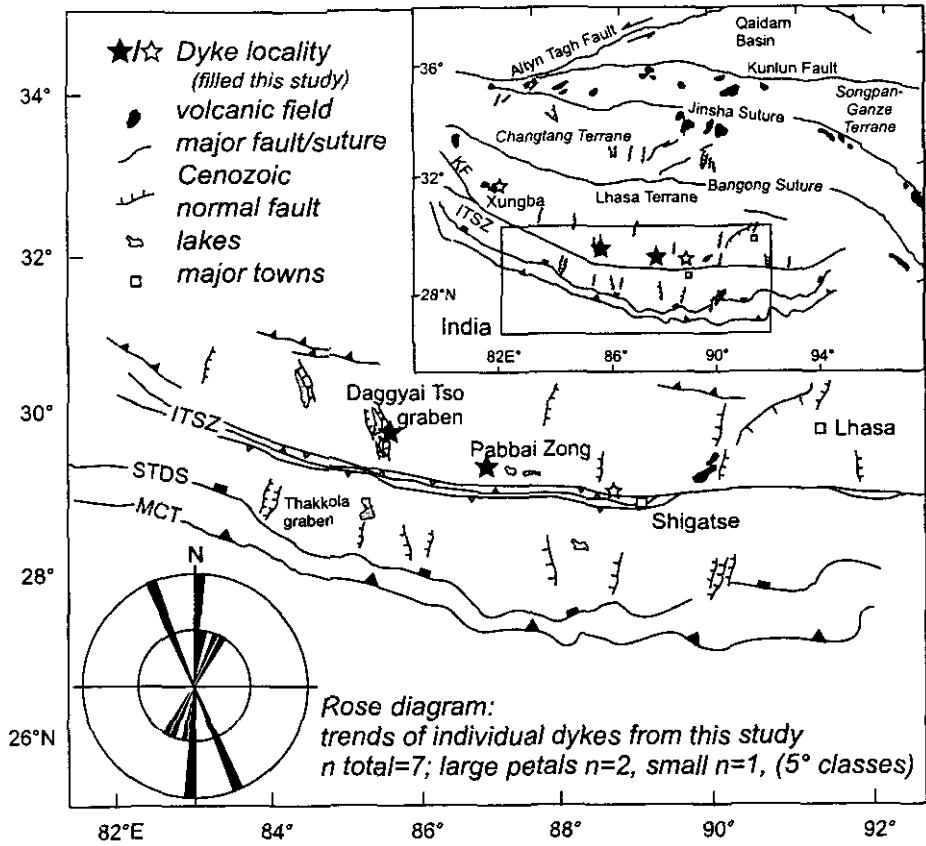 ★/☆ Dyke locality
(filled this study)
volcanic field
major fault/suture
Cenozoic
normal fault
lakes
major towns
Altyn Tagh Fault
Qaidam
Basin
Kunlun Fault
Songpan-
Ganze
Terrane
Jinsha Suture
Changtang Terrane
KF
Xungba
Lhasa Terrane
Bangong Suture
ITSZ
India
36°
32°
28°N
82E°
86°
90°
94°
34°
32°
30°
28°
26°N
Daggyai Tso
graben
Lhasa
ITSZ
Pabbai Zong
STDS
Thakkola
graben
Shigatse
MCT
N
Rose diagram:
trends of individual dykes from this study
n total=7; large petals n=2, small n=1, (5° classes)
82°E
84°
86°
88°
90°
92°